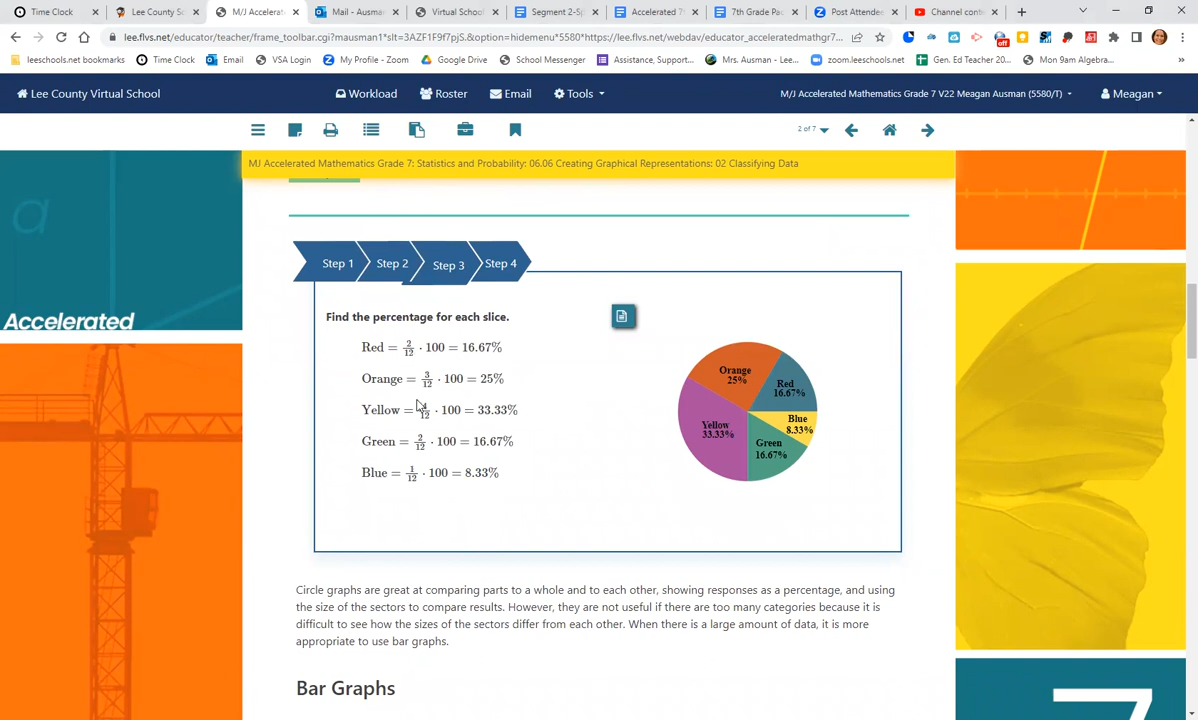 Time Clock
Lee County Sc
M/J Accelerat
Mail - Ausma
Virtual School
Segment 2-Sp
Accelerated 7
7th Grade Pac
Post Attendee
Channel cont
lee.flvs.net/educator/teacher/frame_toolbar.cgi?mausman1*slt=3AZF1F9f7pjS.&option=hidemenu*5580*https://lee.flvs.net/webdav/educator_acceleratedmathgr7...
off
leeschools.net bookmarks
Time Clock
Email
VSA Login
My Profile - Zoom
Google Drive
School Messenger
Assistance, Support...
Mrs. Ausman - Lee...
zoom.leeschools.net
Gen. Ed Teacher 20...
Mon 9am Algebra...
Lee County Virtual School
Workload
Roster
Email
Tools
M/J Accelerated Mathematics Grade 7 V22 Meagan Ausman (5580/T)
Meagan
2 of 7
MJ Accelerated Mathematics Grade 7: Statistics and Probability: 06.06 Creating Graphical Representations: 02 Classifying Data
a
Accelerated
Step 1
Step 2
Step 3
Step 4
Find the percentage for each slice.
Red = 2/12 · 100 = 16.67%
Orange = 3/12 · 100 = 25%
Yellow = /12 · 100 = 33.33%
Green = 2/12 · 100 = 16.67%
Blue = 1/12 · 100 = 8.33%
Orange
25%
Red
16.67%
Blue
8.33%
Yellow
33.33%
Green
16.67%
Circle graphs are great at comparing parts to a whole and to each other, showing responses as a percentage, and using
the size of the sectors to compare results. However, they are not useful if there are too many categories because it is
difficult to see how the sizes of the sectors differ from each other. When there is a large amount of data, it is more
appropriate to use bar graphs.
Bar Graphs
7